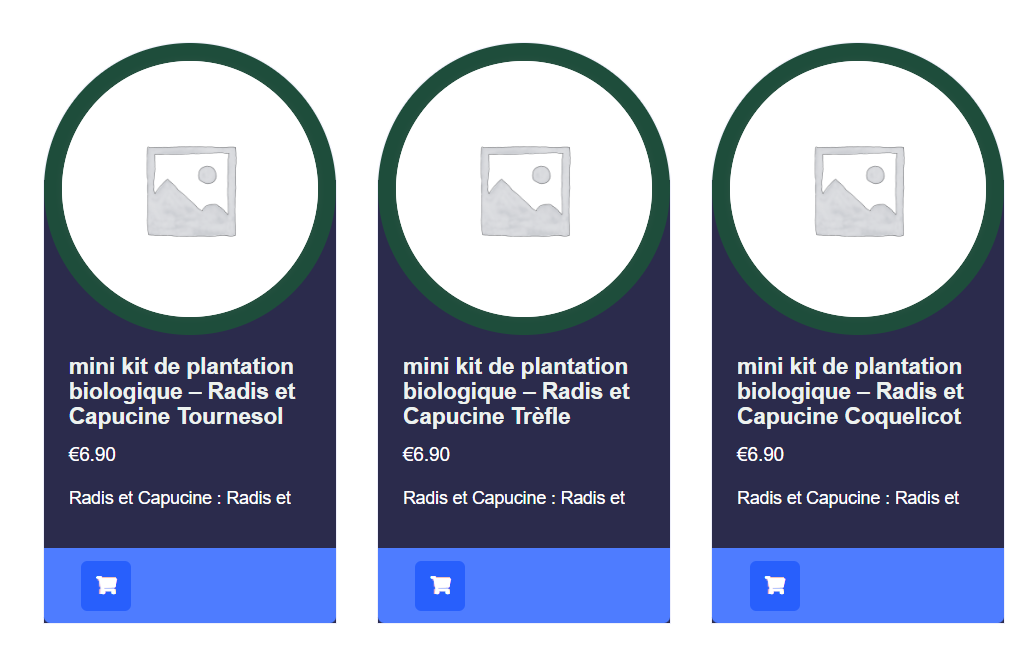 mini kit de plantation
biologique – Radis et
Capucine Tournesol
€6.90
Radis et Capucine : Radis et
mini kit de plantation
biologique – Radis et
Capucine Trèfle
€6.90
Radis et Capucine : Radis et
mini kit de plantation
biologique – Radis et
Capucine Coquelicot
€6.90
Radis et Capucine : Radis et